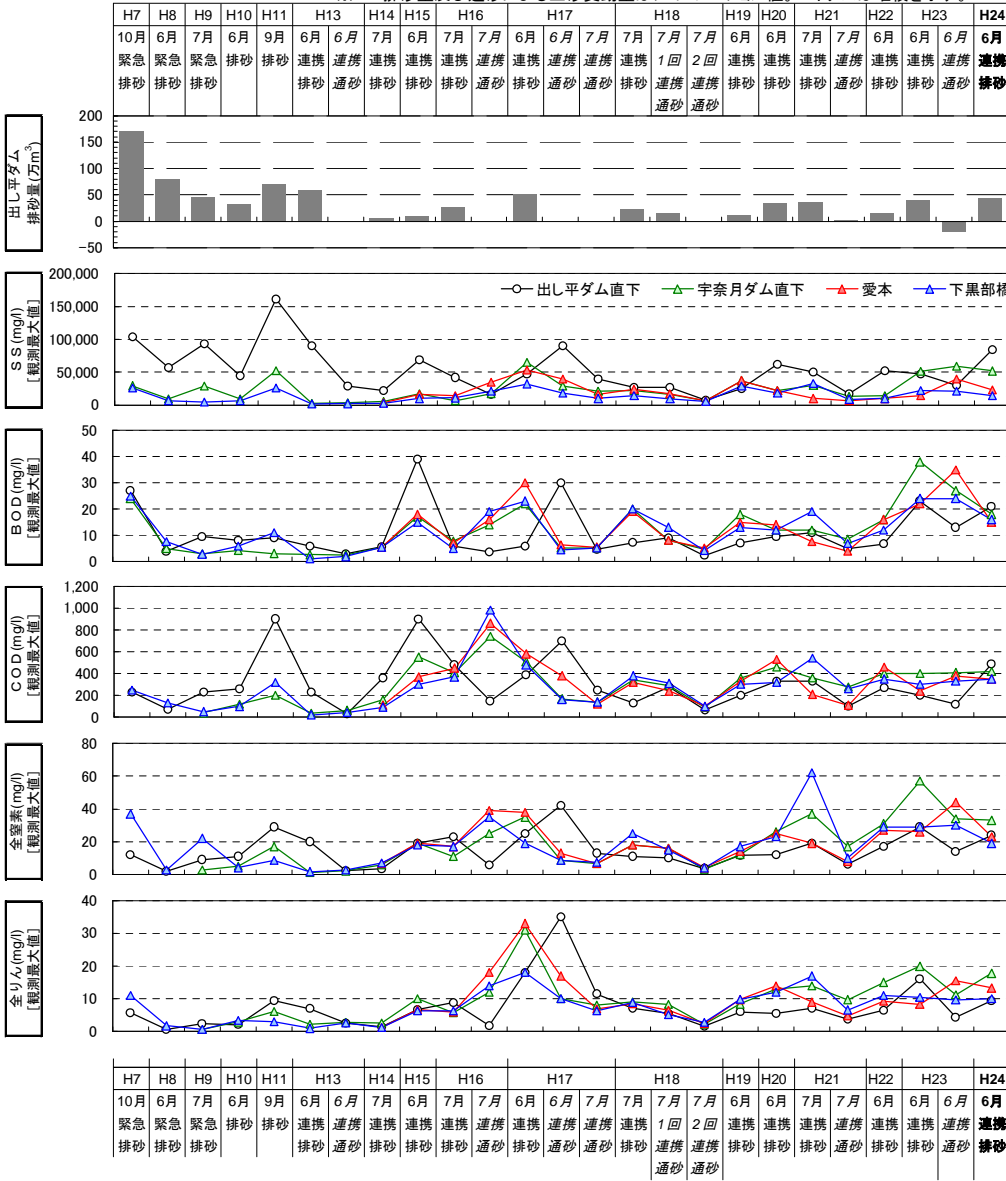 H7 H8 H9 H10 H11 H13 H14 H15 H16 H17 H18 H19 H20 H21 H22 H23 H24
10月 6月 7月 6月 9月 6月 6月 7月 6月 7月 7月 6月 6月 7月 7月 7月 7月 6月 6月 7月 7月 6月 6月 6月 6月
緊急 緊急 緊急 排砂 排砂 連携 連携 連携 連携 連携 連携 連携 連携 連携 連携 1回 2回 連携 連携 連携 連携 連携 連携 連携 連携
排砂 排砂 排砂 排砂 通砂 排砂 排砂 排砂 通砂 排砂 通砂 通砂 排砂 連携 連携 排砂 排砂 排砂 通砂 排砂 排砂 通砂 排砂
通砂 通砂
出し平ダム
排砂量(万m³)
200
150
100
50
0
-50
SS(mg/l)
[観測最大値]
200,000
150,000
100,000
50,000
0
出し平ダム直下 宇奈月ダム直下 愛本 下黒部橋
BOD(mg/l)
[観測最大値]
50
40
30
20
10
0
COD(mg/l)
[観測最大値]
1,200
1,000
800
600
400
200
0
全窒素(mg/l)
[観測最大値]
80
60
40
20
0
全りん(mg/l)
[観測最大値]
40
30
20
10
0
H7 H8 H9 H10 H11 H13 H14 H15 H16 H17 H18 H19 H20 H21 H22 H23 H24
10月 6月 7月 6月 9月 6月 6月 7月 6月 7月 7月 6月 6月 7月 7月 7月 7月 6月 6月 7月 7月 6月 6月 6月 6月
緊急 緊急 緊急 排砂 排砂 連携 連携 連携 連携 連携 連携 連携 連携 連携 連携 1回 2回 連携 連携 連携 連携 連携 連携 連携 連携
排砂 排砂 排砂 排砂 通砂 排砂 排砂 排砂 通砂 排砂 通砂 通砂 排砂 連携 連携 排砂 排砂 排砂 通砂 排砂 排砂 通砂 排砂
通砂 通砂